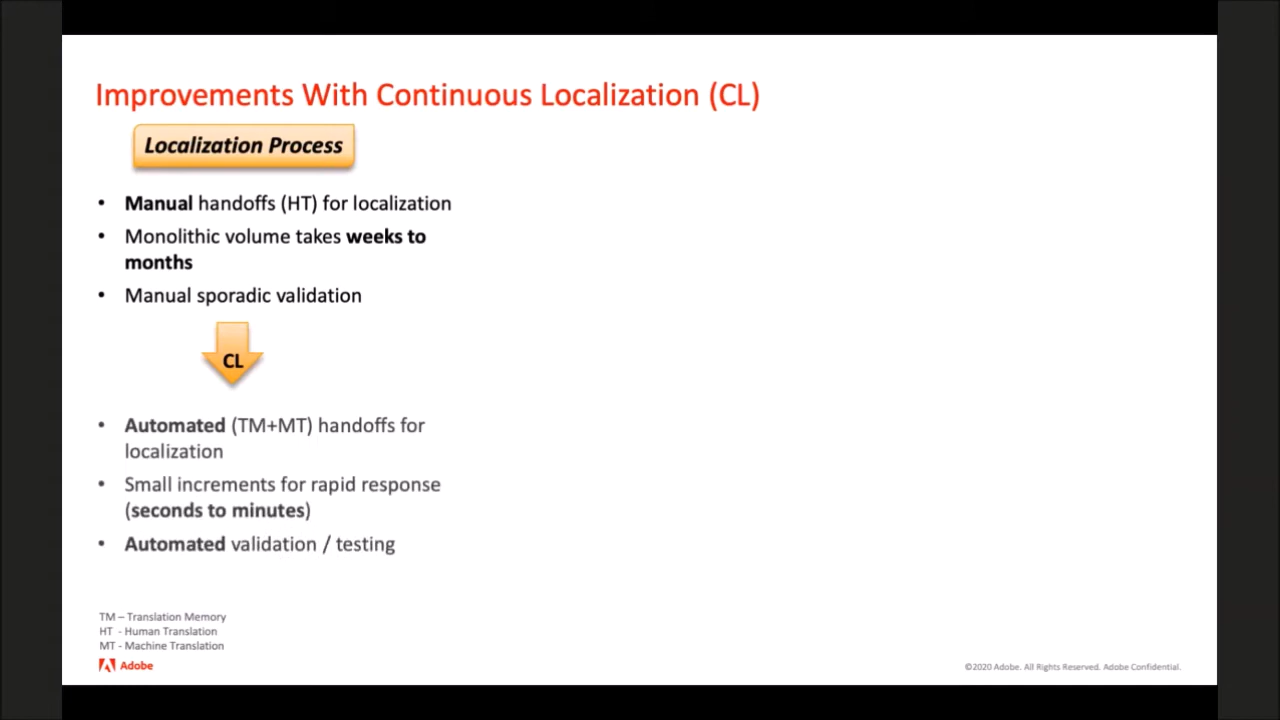 Improvements With Continuous Localization (CL)
Localization Process
• Manual handoffs (HT) for localization
• Monolithic volume takes weeks to
months
• Manual sporadic validation
CL
• Automated (TM+MT) handoffs for
localization
• Small increments for rapid response
(seconds to minutes)
• Automated validation / testing
TM – Translation Memory
HT - Human Translation
MT - Machine Translation
Adobe
©2020 Adobe. All Rights Reserved. Adobe Confidential.